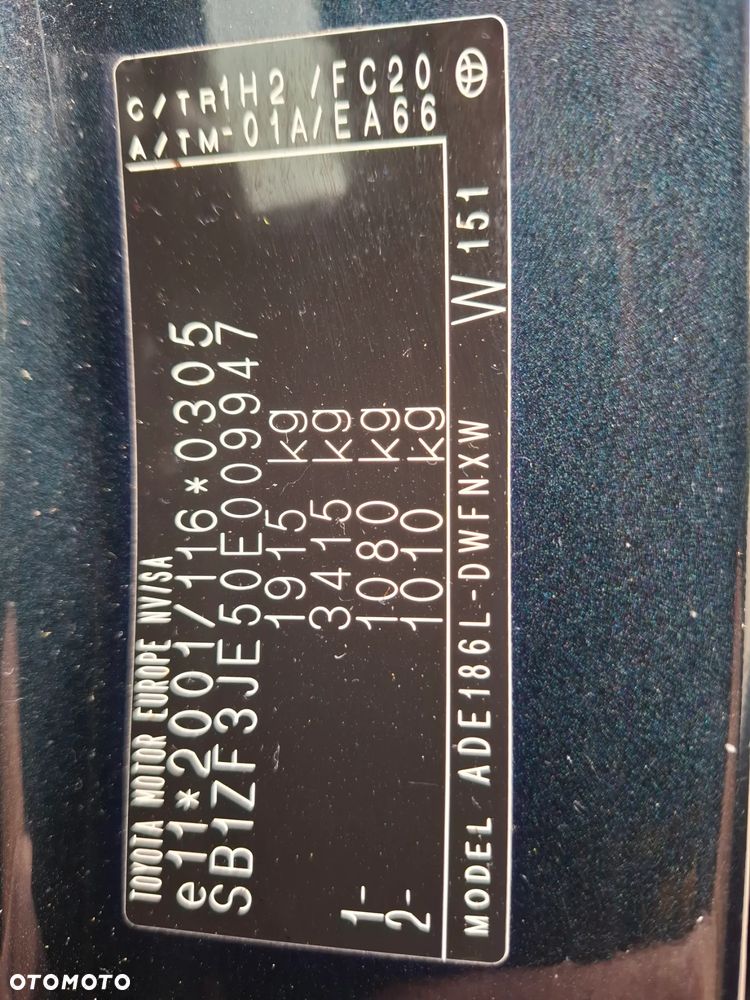 TOYOTA MOTOR EUROPE NV/SA
e11*2001/116*0305
SB1ZF3JE50E009947
1915 kg
3415 kg
1- 1080 kg
2- 1010 kg
C/TR 1H2 /FC20
A/TM -01A/EA66
MODEL ADE186L-DWFNXW W 151
OTOMOTO